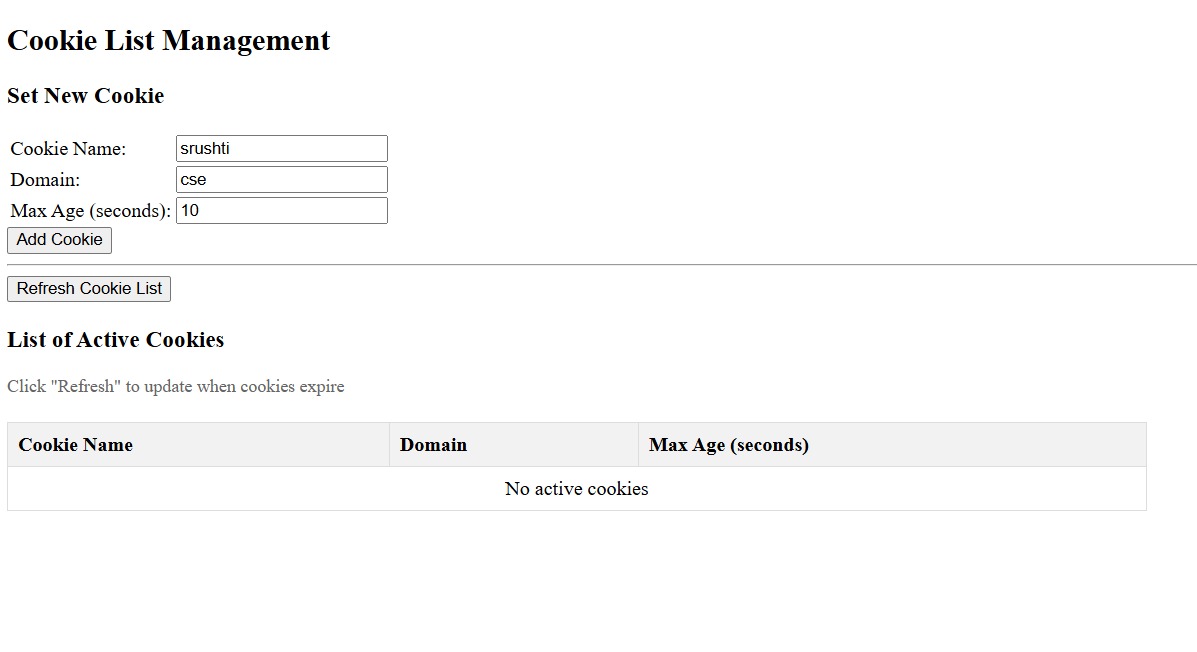 Cookie List Management
Set New Cookie
Cookie Name: srushti
Domain: cse
Max Age (seconds): 10
Add Cookie
Refresh Cookie List
List of Active Cookies
Click "Refresh" to update when cookies expire
Cookie Name Domain Max Age (seconds)
No active cookies